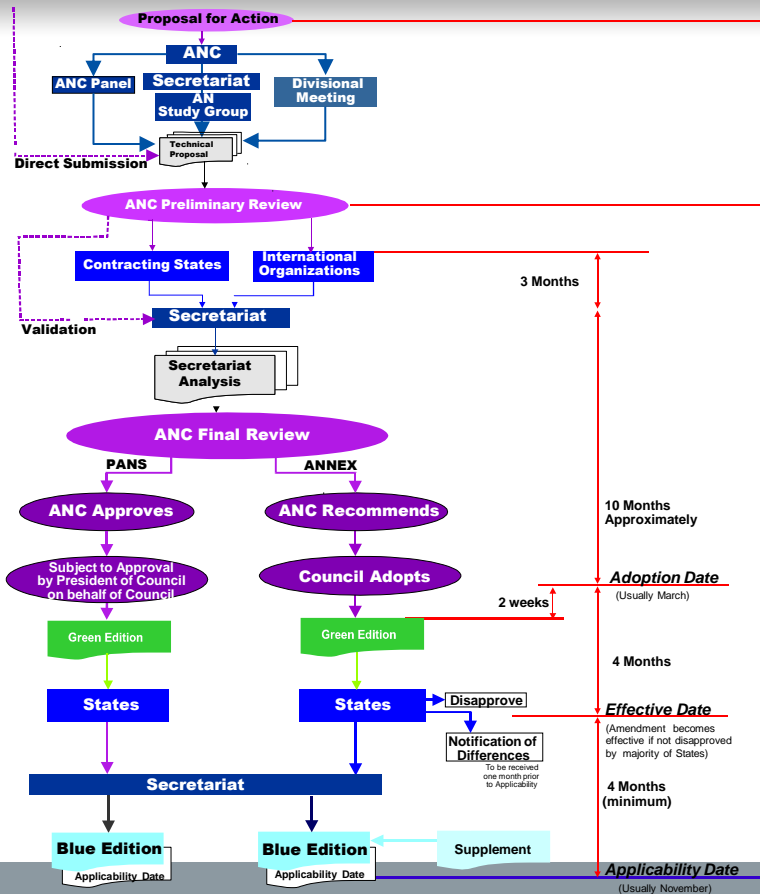 Proposal for Action
ANC
ANC Panel
Secretariat
AN
Study Group
Divisional
Meeting
Technical
Proposal
Direct Submission
ANC Preliminary Review
Contracting States
International
Organizations
3 Months
Secretariat
Validation
Secretariat
Analysis
ANC Final Review
PANS
ANNEX
ANC Approves
ANC Recommends
10 Months
Approximately
Subject to Approval
by President of Council
on behalf of Council
Council Adopts
Adoption Date
(Usually March)
2 weeks
Green Edition
Green Edition
4 Months
States
States
Disapprove
Effective Date
(Amendment becomes
effective if not disapproved
by majority of States)
Notification of
Differences
To be received
one month prior
to Applicability
Secretariat
4 Months
(minimum)
Blue Edition
Applicability Date
Blue Edition
Applicability Date
Supplement
Applicability Date
(Usually November)